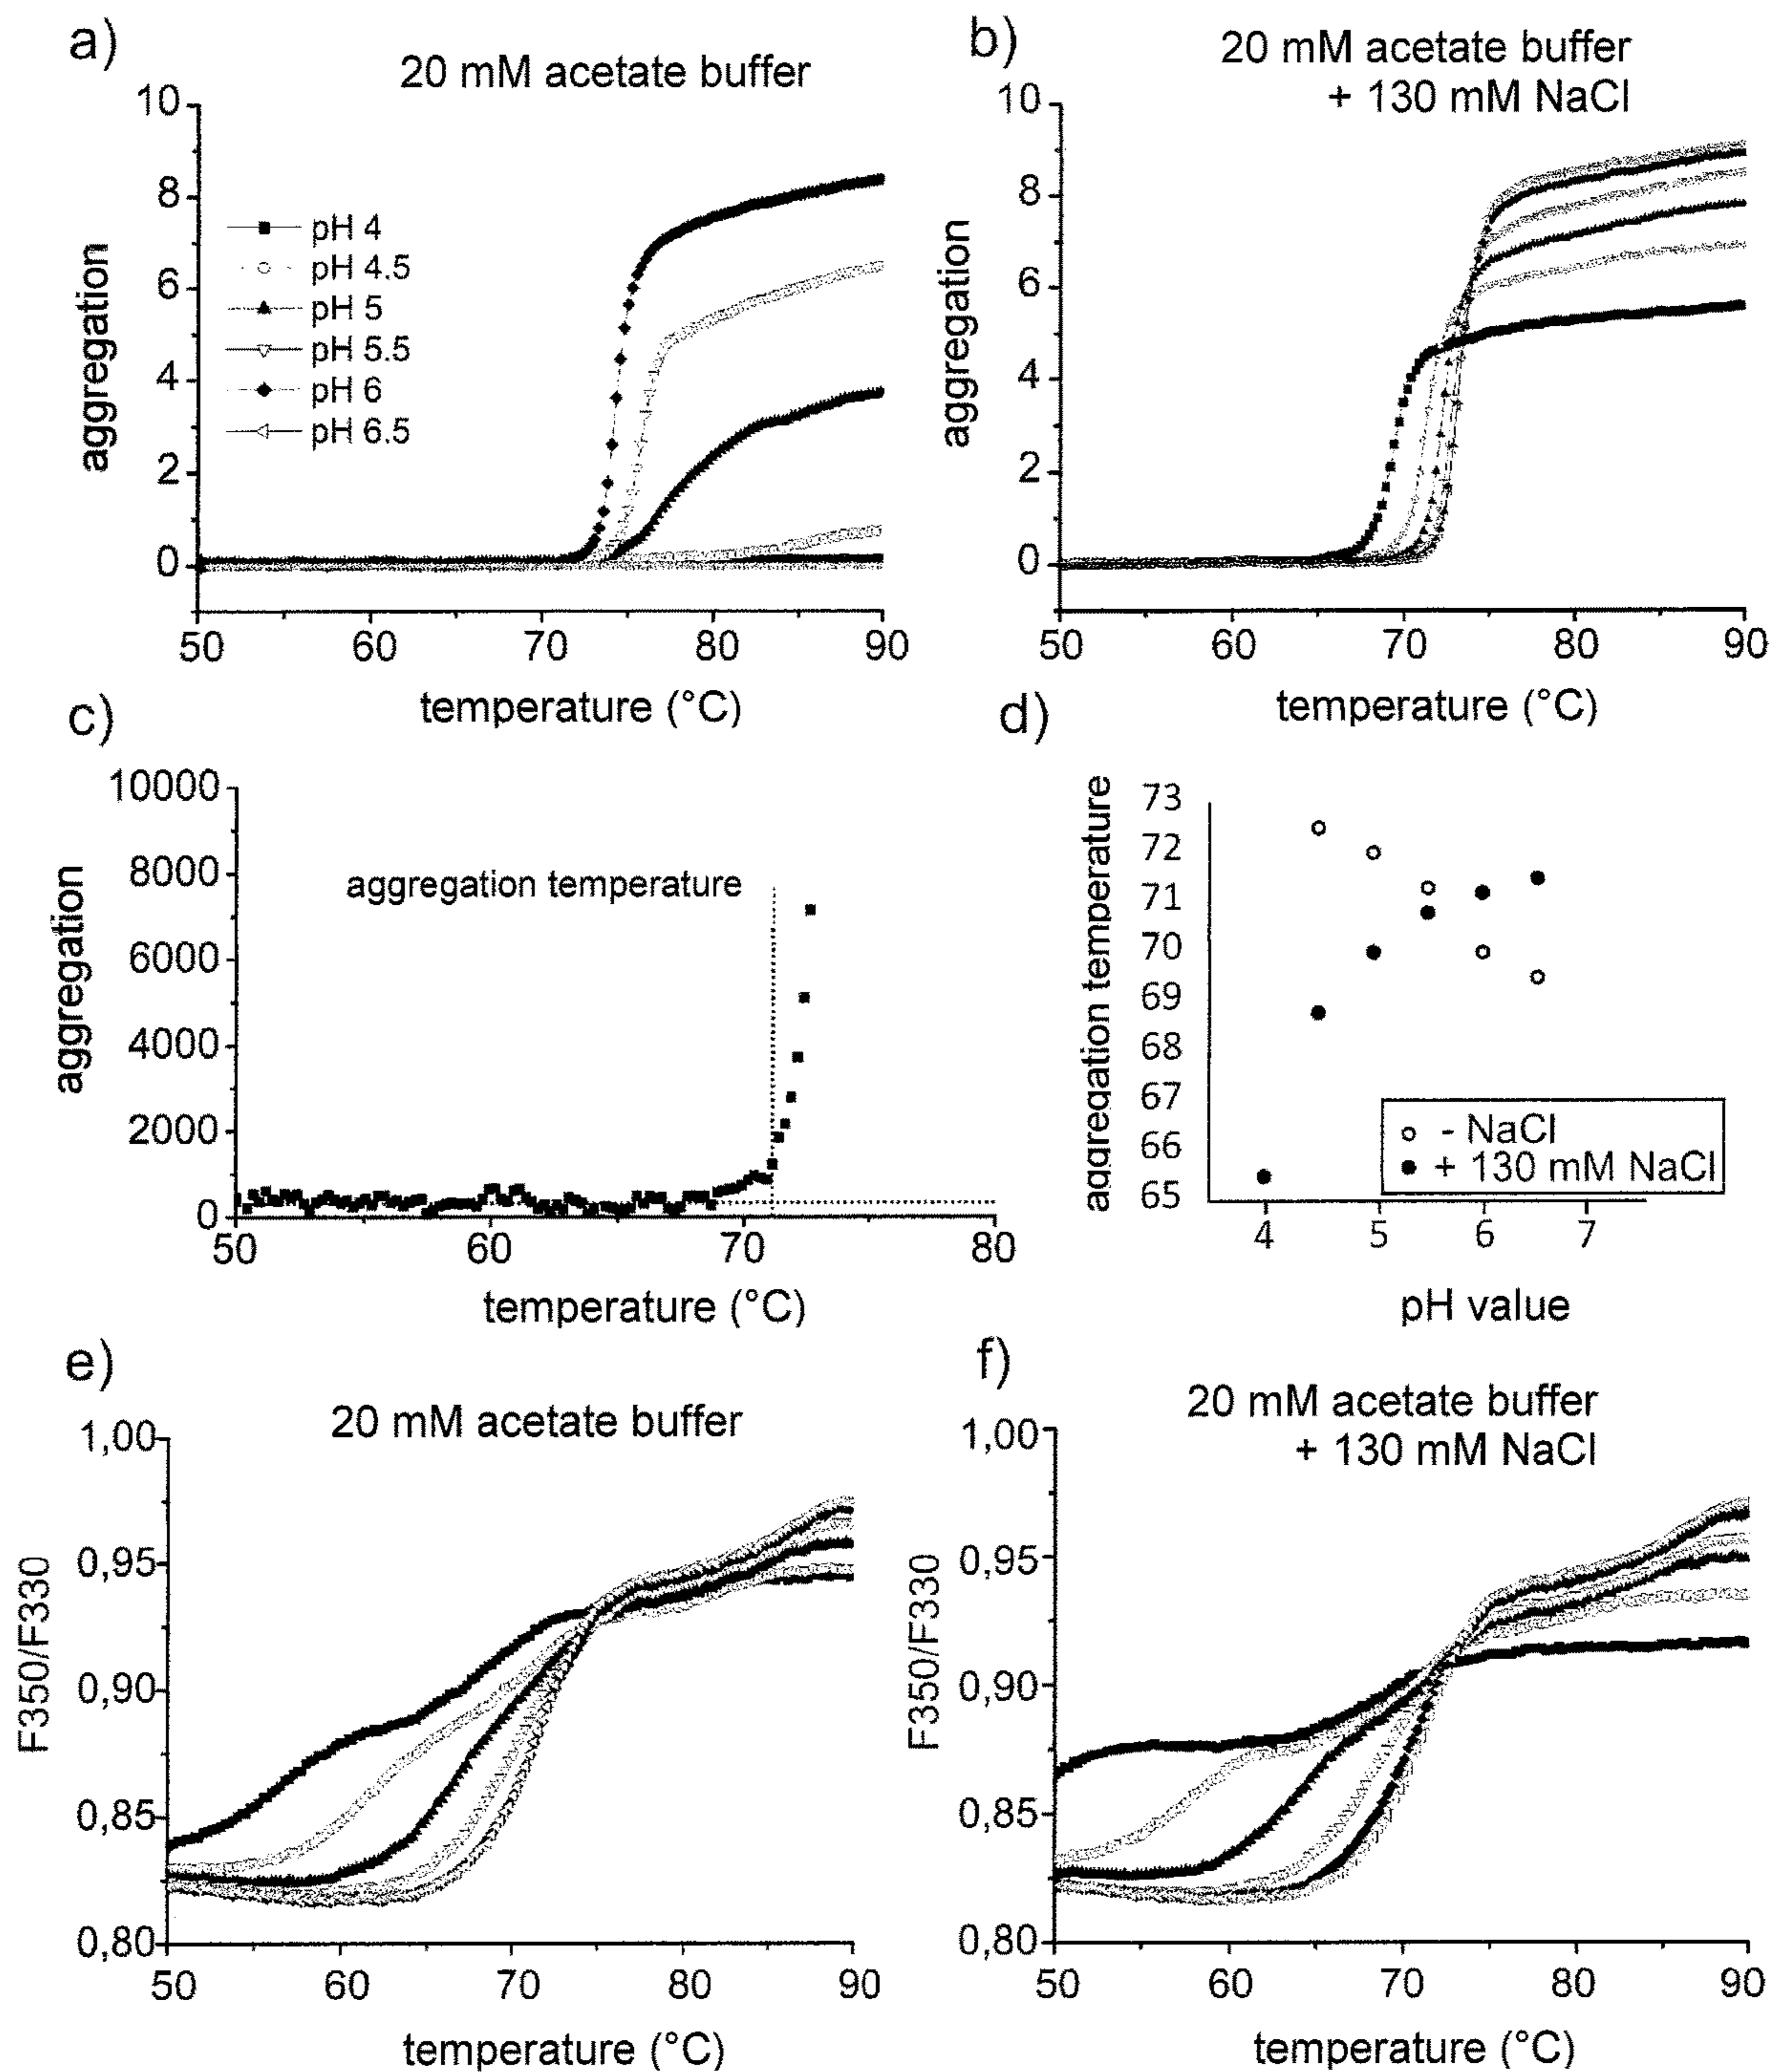 a)
20 mM acetate buffer
10
8
6
4
2
0
aggregation
pH 4
pH 4.5
pH 5
pH 5.5
pH 6
pH 6.5
50 60 70 80 90
temperature (°C)
b)
20 mM acetate buffer
+ 130 mM NaCl
10
8
6
4
2
0
aggregation
50 60 70 80 90
temperature (°C)
c)
10000
8000
6000
4000
2000
0
aggregation
aggregation temperature
50 60 70 80
temperature (°C)
d)
aggregation temperature
73
72
71
70
69
68
67
66
65
- NaCl
+ 130 mM NaCl
4 5 6 7
pH value
e)
20 mM acetate buffer
1,00
0,95
0,90
0,85
0,80
F350/F330
50 60 70 80 90
temperature (°C)
f)
20 mM acetate buffer
+ 130 mM NaCl
1,00
0,95
0,90
0,85
0,80
F350/F330
50 60 70 80 90
temperature (°C)